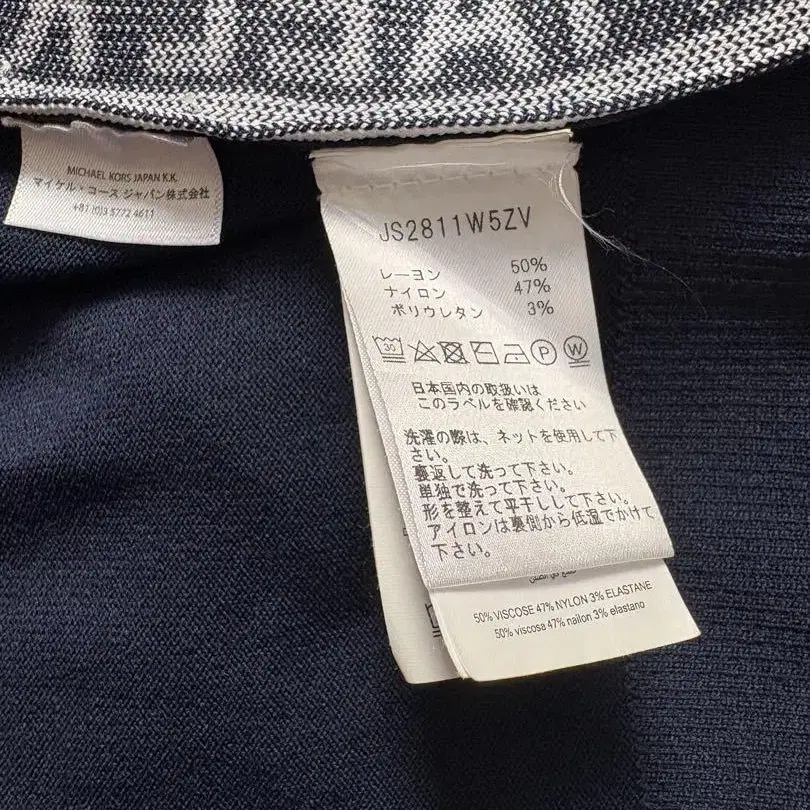 MICHAEL KORS JAPAN K.K.
マイケル・コース ジャパン株式会社
+81 (0)3 5772 4611
JS2811W5ZV
レーヨン 50%
ナイロン 47%
ポリウレタン 3%
30
P
W
日本国内の取扱いは
このラベルを確認ください
洗濯の際は、ネットを使用して下
さい。
裏返して洗って下さい。
単独で洗って下さい。
形を整えて平干しして下さい。
アイロンは裏側から低温でかけて
下さい。
50% VISCOSE 47% NYLON 3% ELASTANE
50% viscosa 47% nailon 3% elastano